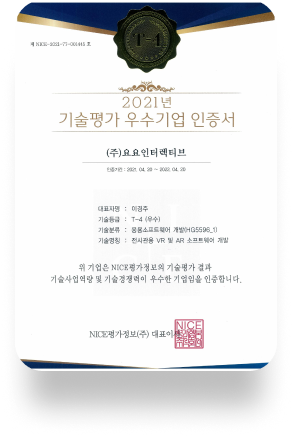 제 NICE-2021-77-001445 호
T-4
2021년
기술평가 우수기업 인증서
(주)요요인터렉티브
인증기간 : 2021. 04. 20 ~ 2022. 04. 20
대표자명 : 이경주
기술등급 : T-4 (우수)
기술분류 : 응용소프트웨어 개발(HG5596_1)
기술명칭 : 전시관용 VR 및 AR 소프트웨어 개발
위 기업은 NICE평가정보의 기술평가 결과
기술사업역량 및 기술경쟁력이 우수한 기업임을 인증합니다.
NICE평가정보(주) 대표이사
NICE